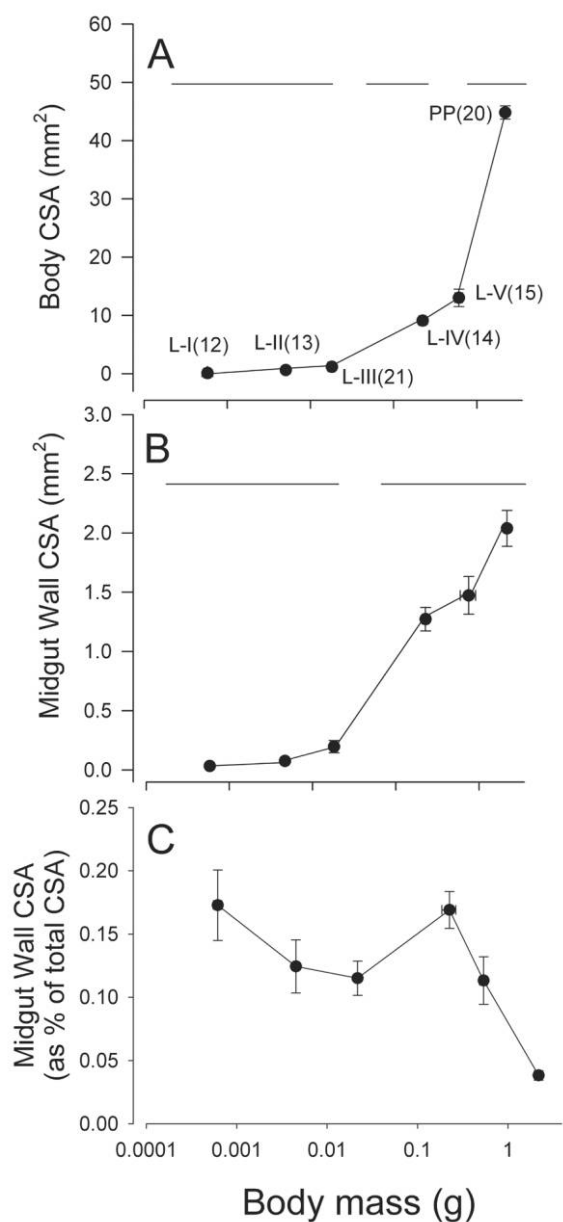 A
Body CSA (mm²)
60
50
40
30
20
10
0
PP(20)
L-V(15)
L-IV(14)
L-I(12)
L-II(13)
L-III(21)
B
Midgut Wall CSA (mm²)
3.0
2.5
2.0
1.5
1.0
0.5
0.0
C
Midgut Wall CSA
(as % of total CSA)
0.25
0.20
0.15
0.10
0.05
0.00
0.0001 0.001 0.01 0.1 1
Body mass (g)